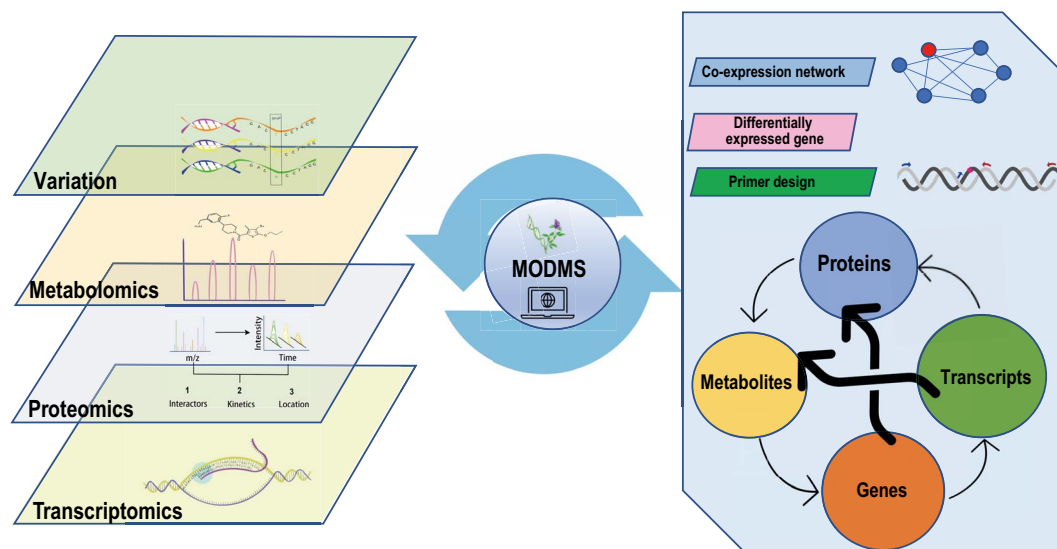 Variation
Metabolomics
m/z
Intensity
Time
1
2
3
Interactors
Kinetics
Location
Proteomics
Transcriptomics
MODMS
Co-expression network
Differentially
expressed gene
Primer design
Proteins
Metabolites
Transcripts
Genes